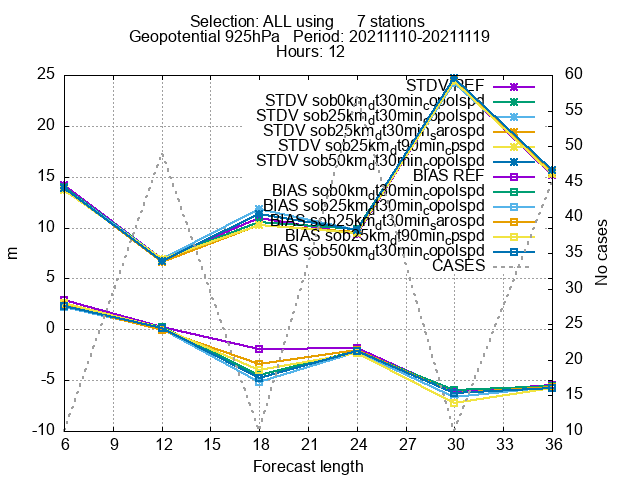 Selection: ALL using 7 stations
Geopotential 925hPa Period: 20211110-20211119
Hours: 12
25
20
15
10
5
0
-5
-10
m
60
55
50
45
40
35
30
25
20
15
10
No cases
STDV REF
STDV sob0km_dt30min_copolspd
STDV sob25km_dt30min_copolspd
STDV sob25km_dt30min_sarospd
STDV sob25km_dt90min_cpspd
STDV sob50km_dt30min_copolspd
BIAS REF
BIAS sob0km_dt30min_copolspd
BIAS sob25km_dt30min_copolspd
BIAS sob25km_dt30min_sarospd
BIAS sob25km_dt90min_cpspd
BIAS sob50km_dt30min_copolspd
CASES
6 9 12 15 18 21 24 27 30 33 36
Forecast length